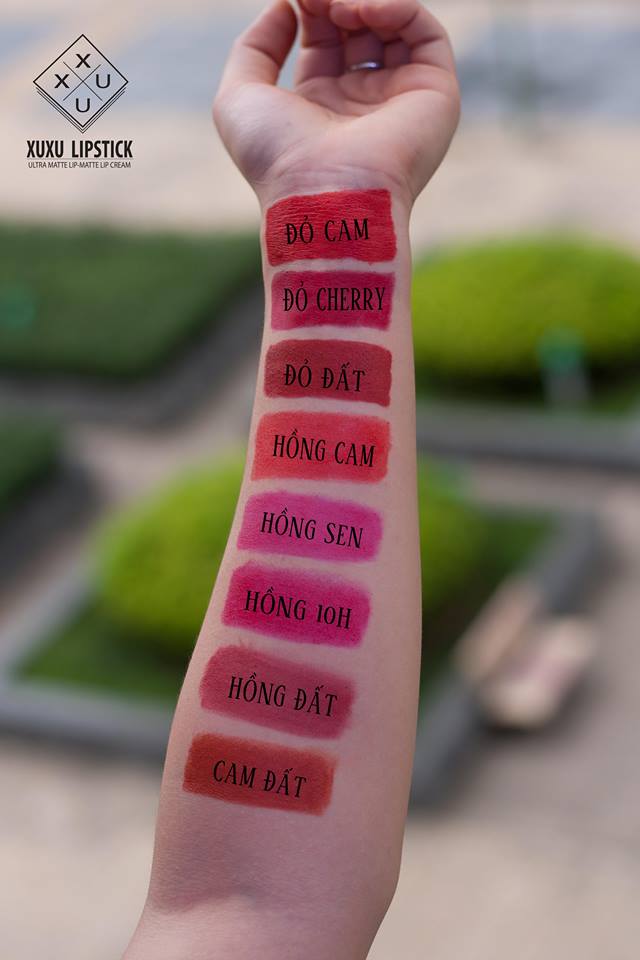 X
X U
U
XUXU LIPSTICK
ULTRA MATTE LIP-MATTE LIP CREAM
ĐỎ CAM
ĐỎ CHERRY
ĐỎ ĐẤT
HỒNG CAM
HỒNG SEN
HỒNG 10H
HỒNG ĐẤT
CAM ĐẤT